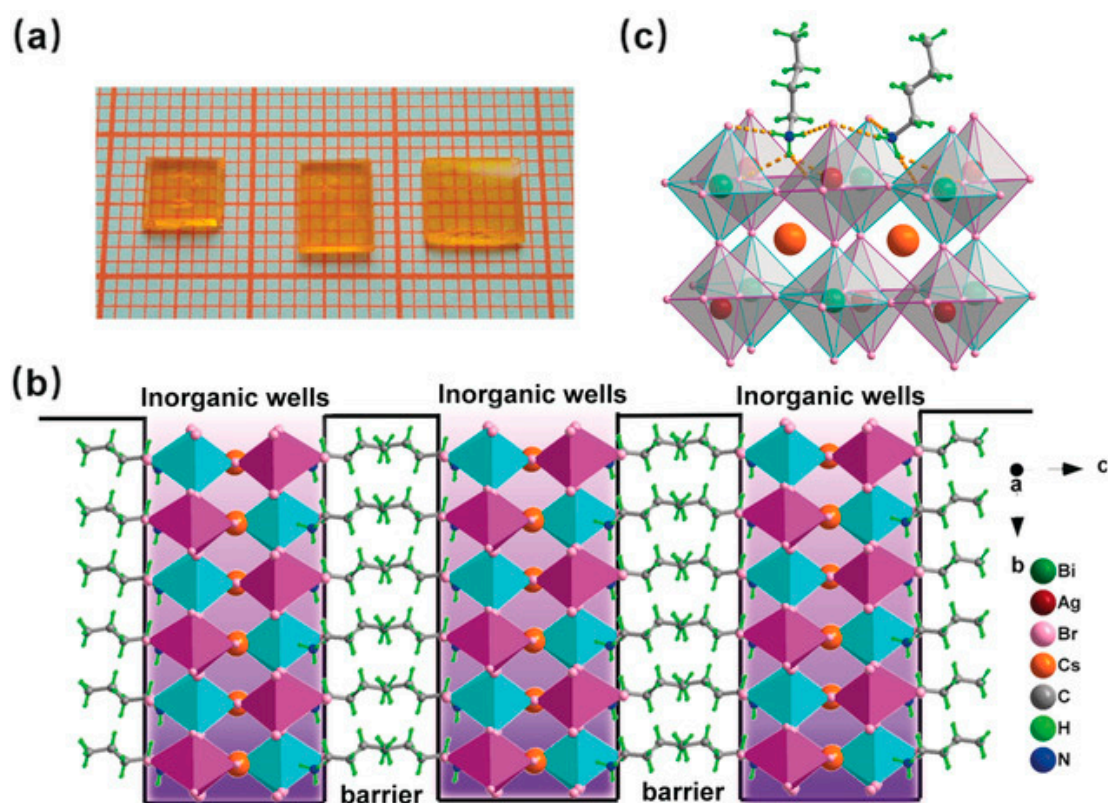 (a)
(c)
(b)
Inorganic wells
Inorganic wells
Inorganic wells
barrier
barrier
a
c
b
Bi
Ag
Br
Cs
C
H
N